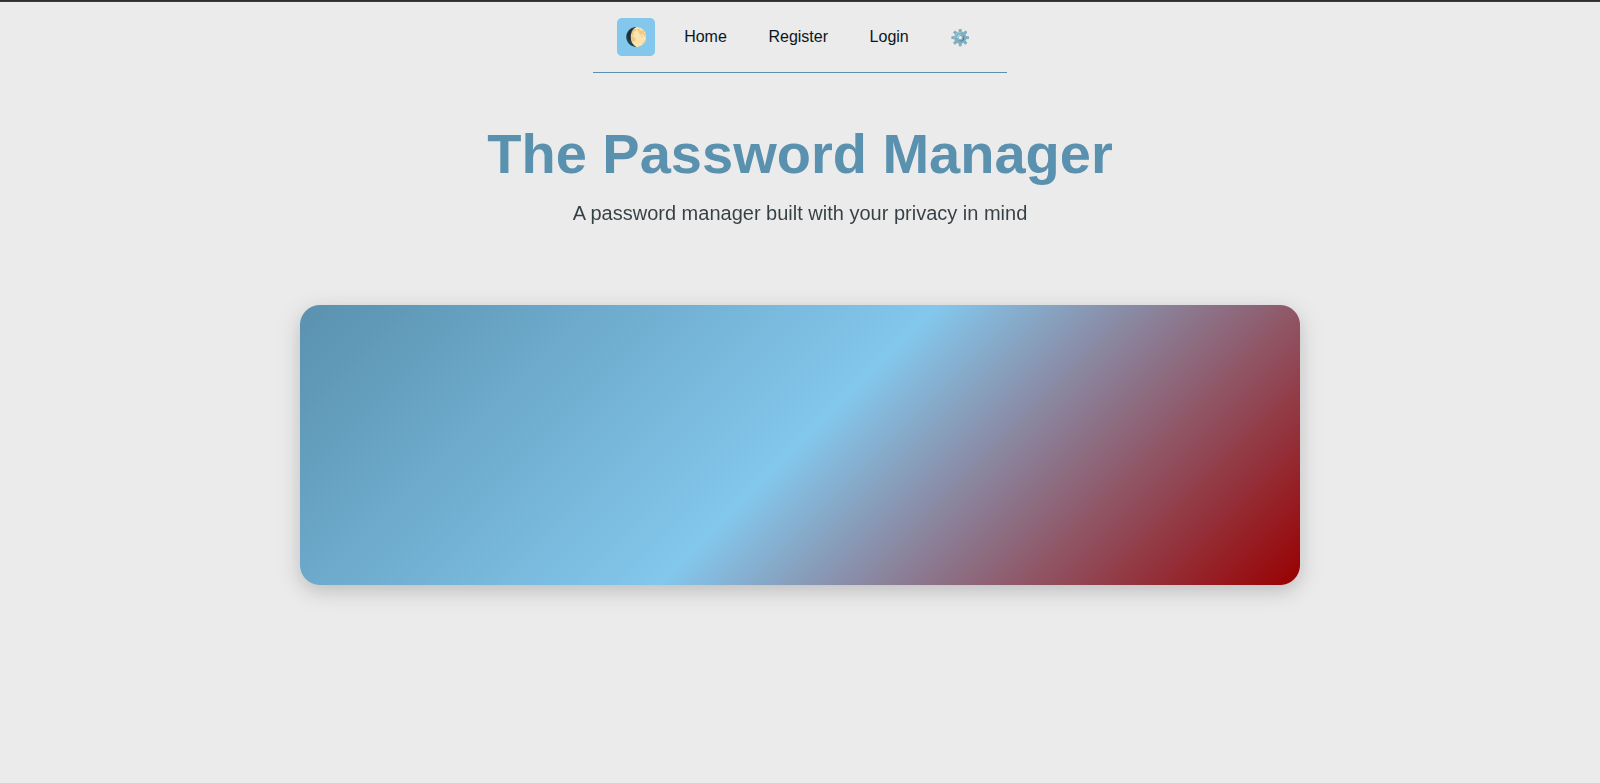 Home Register Login
The Password Manager
A password manager built with your privacy in mind